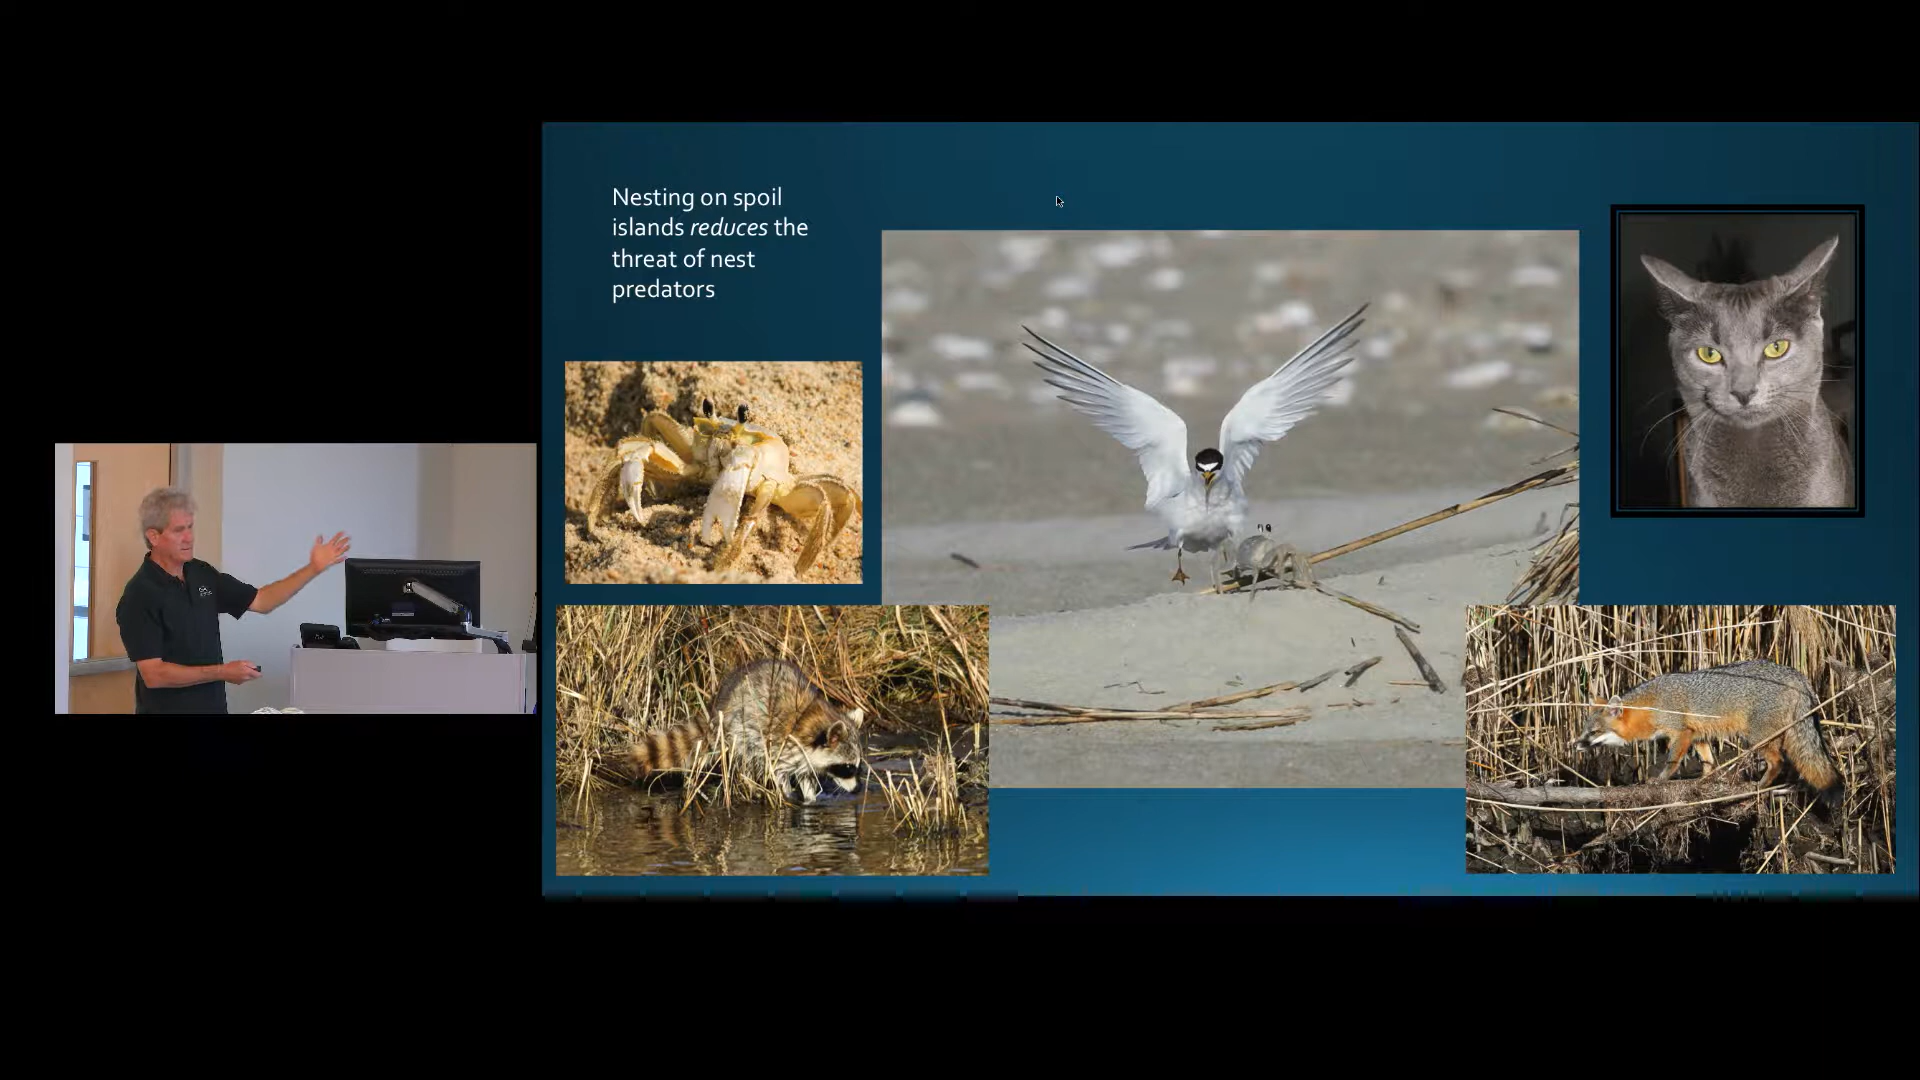 Nesting on spoil
islands reduces the
threat of nest
predators